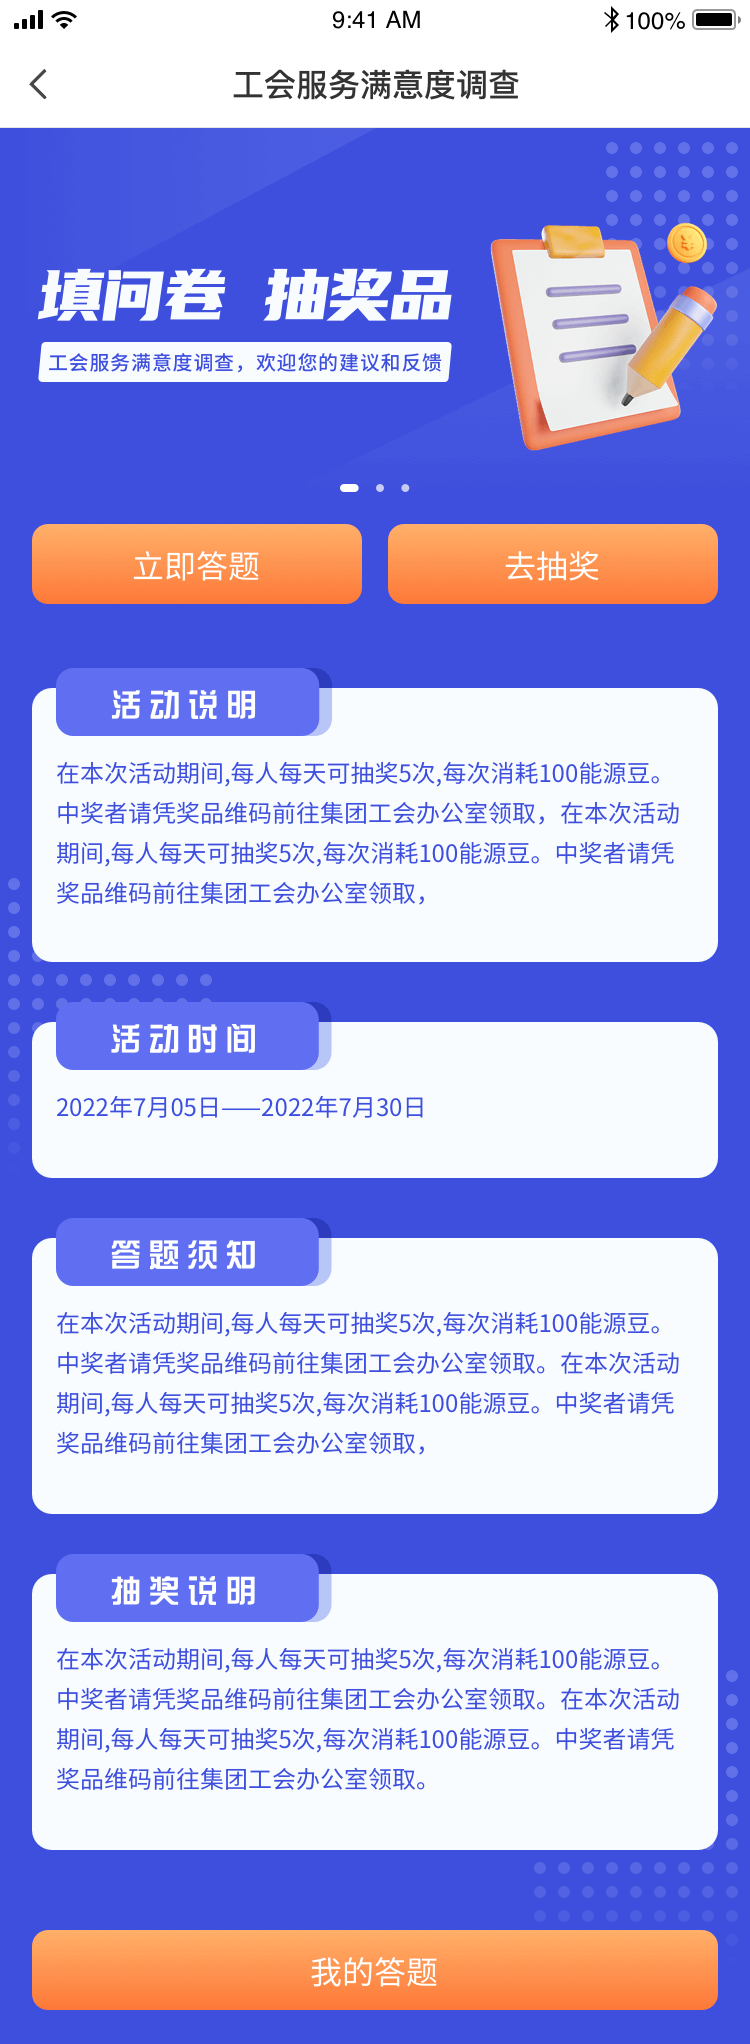 9:41 AM
100%
工会服务满意度调查
填问卷 抽奖品
工会服务满意度调查，欢迎您的建议和反馈
立即答题
去抽奖
活动说明
在本次活动期间,每人每天可抽奖5次,每次消耗100能源豆。
中奖者请凭奖品维码前往集团工会办公室领取，在本次活动
期间,每人每天可抽奖5次,每次消耗100能源豆。中奖者请凭
奖品维码前往集团工会办公室领取，
活动时间
2022年7月05日——2022年7月30日
答题须知
在本次活动期间,每人每天可抽奖5次,每次消耗100能源豆。
中奖者请凭奖品维码前往集团工会办公室领取。在本次活动
期间,每人每天可抽奖5次,每次消耗100能源豆。中奖者请凭
奖品维码前往集团工会办公室领取，
抽奖说明
在本次活动期间,每人每天可抽奖5次,每次消耗100能源豆。
中奖者请凭奖品维码前往集团工会办公室领取。在本次活动
期间,每人每天可抽奖5次,每次消耗100能源豆。中奖者请凭
奖品维码前往集团工会办公室领取。
我的答题